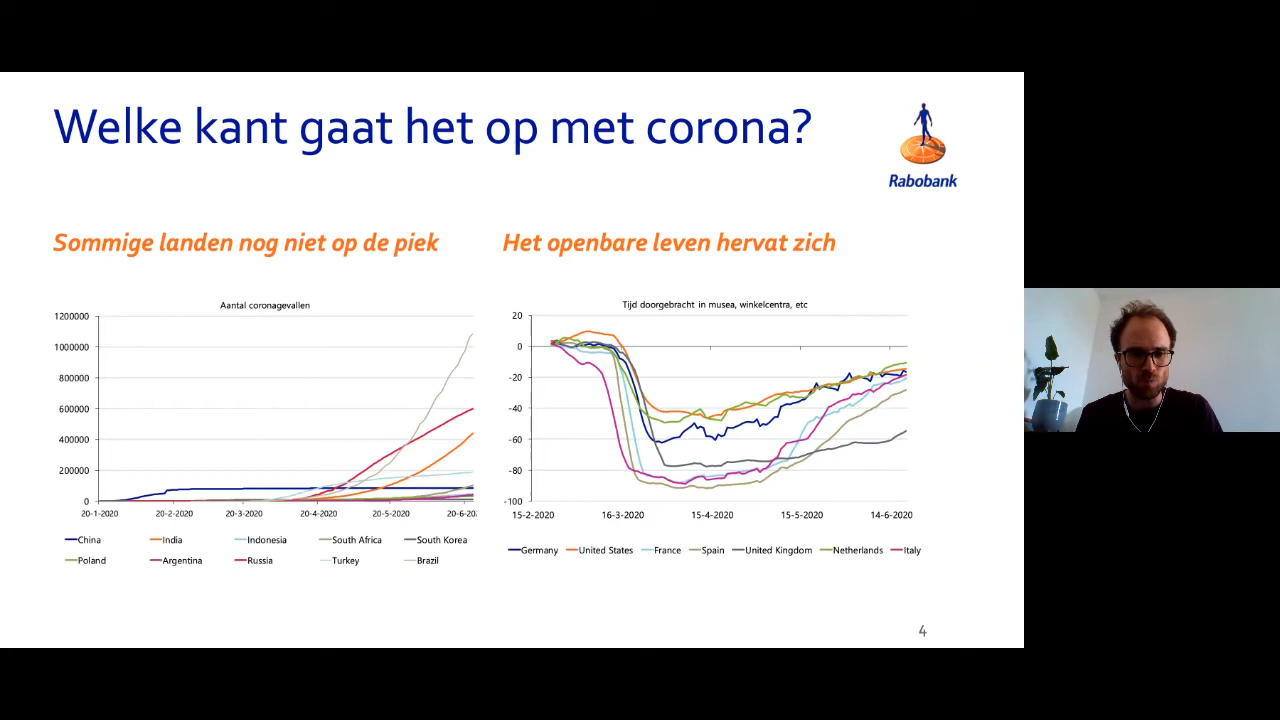 Welke kant gaat het op met corona?
Rabobank
Sommige landen nog niet op de piek
Het openbare leven hervat zich
Aantal coronagevallen
1200000
1000000
800000
600000
400000
200000
0
20-1-2020 20-2-2020 20-3-2020 20-4-2020 20-5-2020 20-6-20
China India Indonesia South Africa South Korea
Poland Argentina Russia Turkey Brazil
Tijd doorgebracht in musea, winkelcentra, etc
20
0
-20
-40
-60
-80
-100
15-2-2020 16-3-2020 15-4-2020 15-5-2020 14-6-2020
Germany United States France Spain United Kingdom Netherlands Italy
4